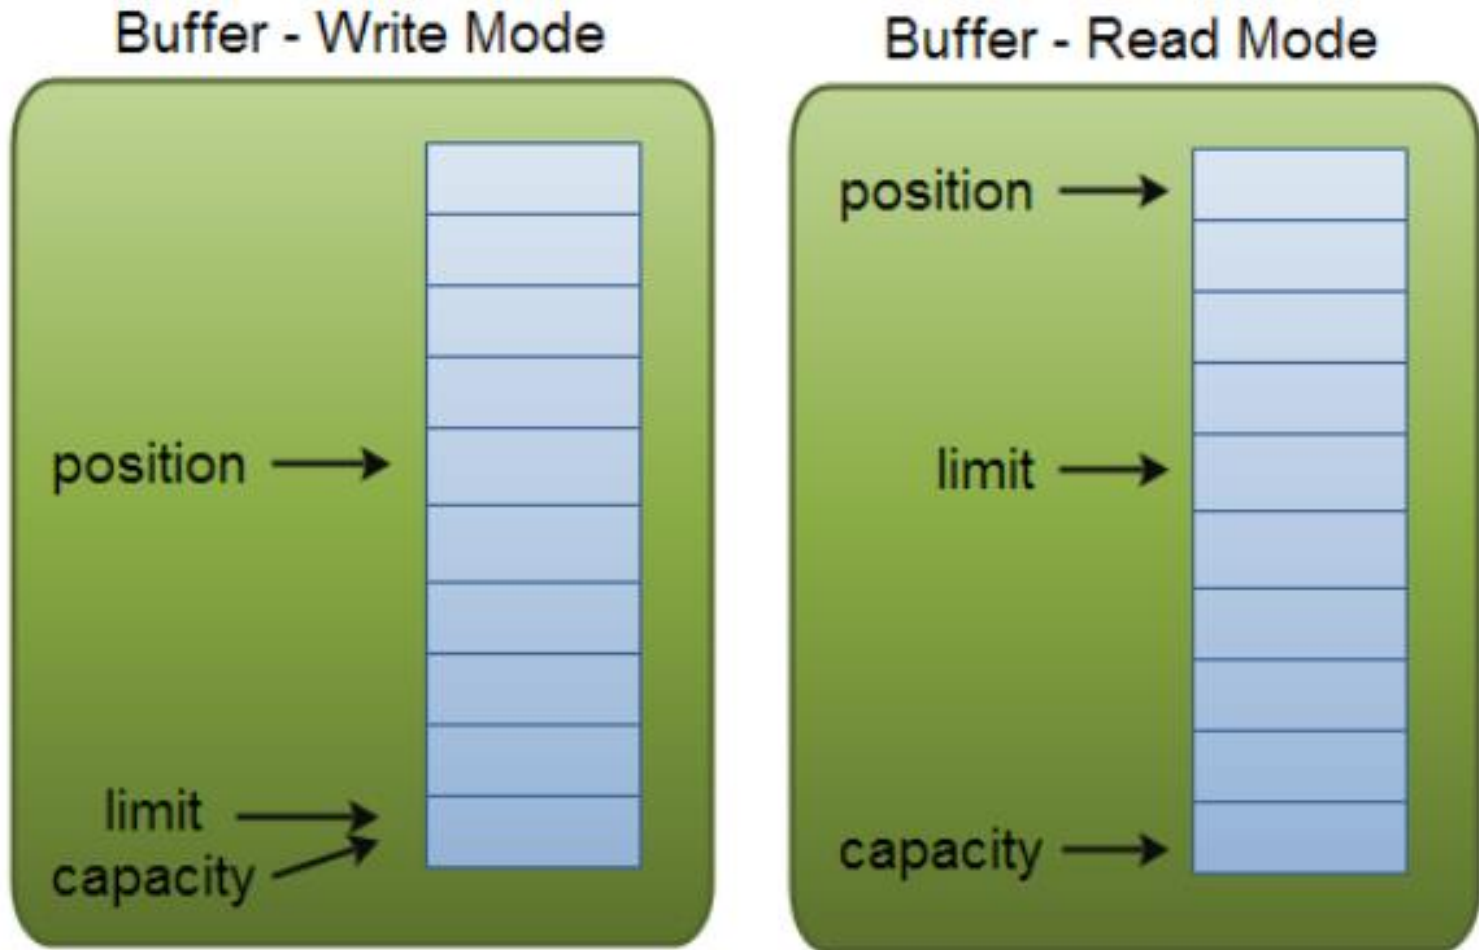 Buffer - Write Mode
position
limit
capacity
Buffer - Read Mode
position
limit
capacity